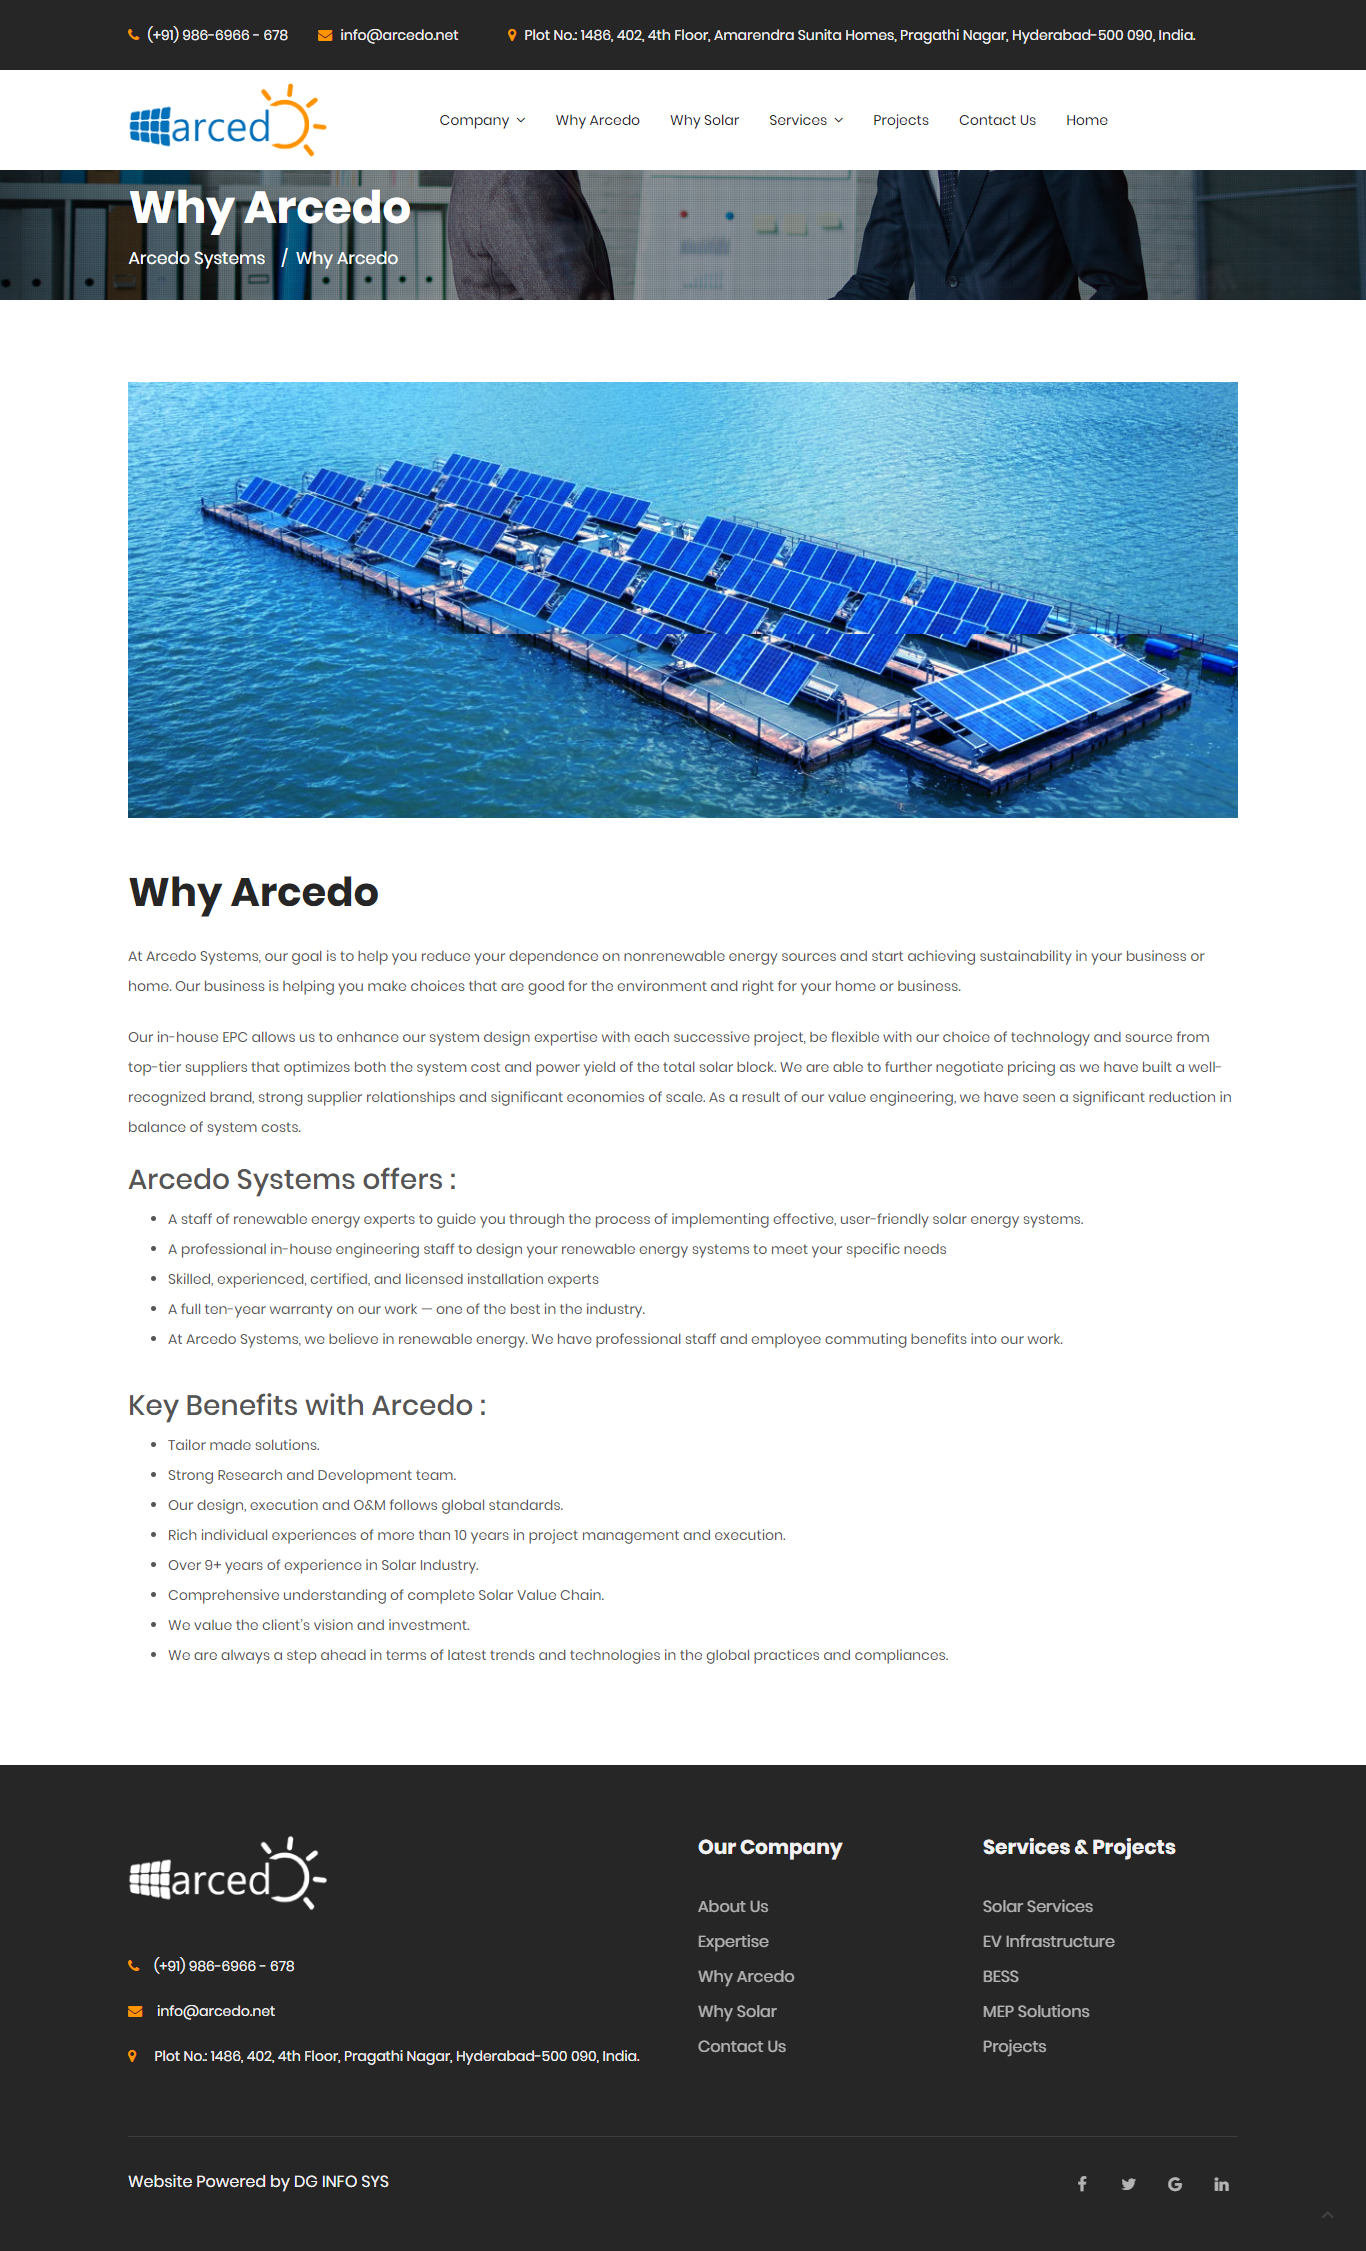 (+91) 986-6966 - 678 info@arcedo.net Plot No.: 1486, 402, 4th Floor, Amarendra Sunita Homes, Pragathi Nagar, Hyderabad-500 090, India.
arcedo
Company Why Arcedo Why Solar Services Projects Contact Us Home
Why Arcedo
Arcedo Systems / Why Arcedo
Why Arcedo
At Arcedo Systems, our goal is to help you reduce your dependence on nonrenewable energy sources and start achieving sustainability in your business or
home. Our business is helping you make choices that are good for the environment and right for your home or business.
Our in-house EPC allows us to enhance our system design expertise with each successive project, be flexible with our choice of technology and source from
top-tier suppliers that optimizes both the system cost and power yield of the total solar block. We are able to further negotiate pricing as we have built a well-
recognized brand, strong supplier relationships and significant economies of scale. As a result of our value engineering, we have seen a significant reduction in
balance of system costs.
Arcedo Systems offers :
• A staff of renewable energy experts to guide you through the process of implementing effective, user-friendly solar energy systems.
• A professional in-house engineering staff to design your renewable energy systems to meet your specific needs
• Skilled, experienced, certified, and licensed installation experts
• A full ten-year warranty on our work — one of the best in the industry.
• At Arcedo Systems, we believe in renewable energy. We have professional staff and employee commuting benefits into our work.
Key Benefits with Arcedo :
• Tailor made solutions.
• Strong Research and Development team.
• Our design, execution and O&M follows global standards.
• Rich individual experiences of more than 10 years in project management and execution.
• Over 9+ years of experience in Solar Industry.
• Comprehensive understanding of complete Solar Value Chain.
• We value the client's vision and investment.
• We are always a step ahead in terms of latest trends and technologies in the global practices and compliances.
arcedo
(+91) 986-6966 - 678
info@arcedo.net
Plot No.: 1486, 402, 4th Floor, Pragathi Nagar, Hyderabad-500 090, India.
Our Company
About Us
Expertise
Why Arcedo
Why Solar
Contact Us
Services & Projects
Solar Services
EV Infrastructure
BESS
MEP Solutions
Projects
Website Powered by DG INFO SYS